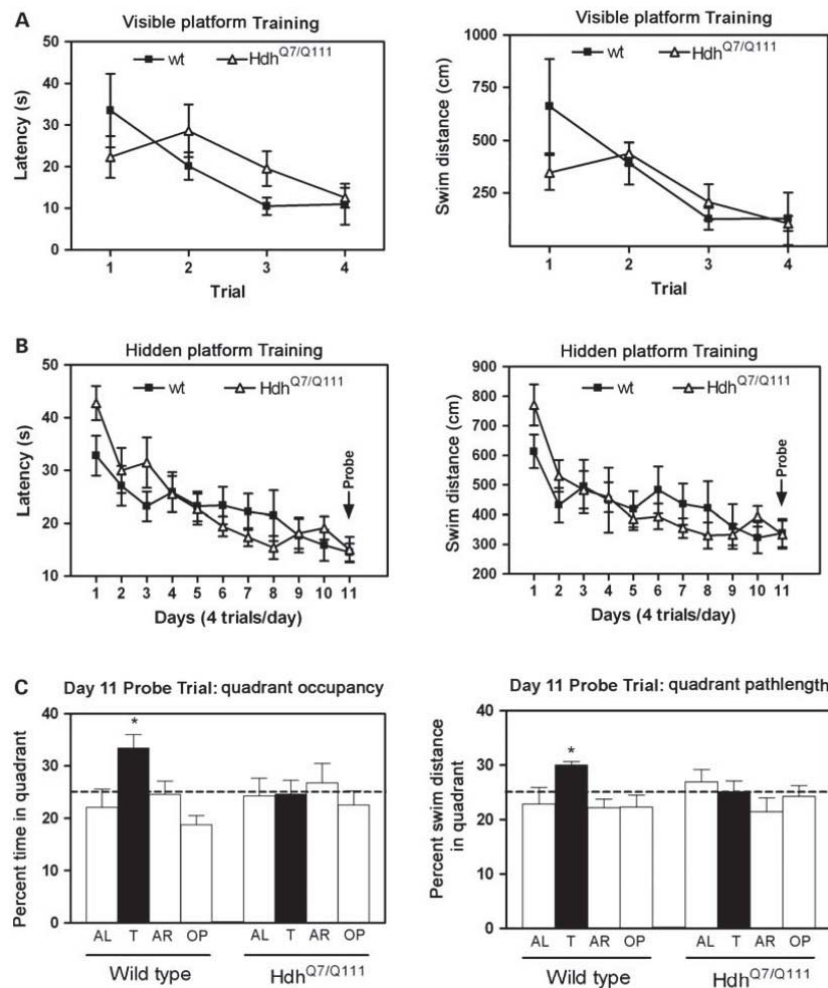 A
Visible platform Training
wt
Hdh^Q7/Q111
Latency (s)
50
40
30
20
10
0
1 2 3 4
Trial
Visible platform Training
wt
Hdh^Q7/Q111
Swim distance (cm)
1000
750
500
250
1 2 3 4
Trial
B
Hidden platform Training
wt
Hdh^Q7/Q111
Latency (s)
50
40
30
20
10
Probe
1 2 3 4 5 6 7 8 9 10 11
Days (4 trials/day)
Hidden platform Training
wt
Hdh^Q7/Q111
Swim distance (cm)
900
800
700
600
500
400
300
200
Probe
1 2 3 4 5 6 7 8 9 10 11
Days (4 trials/day)
C
Day 11 Probe Trial: quadrant occupancy
Percent time in quadrant
40
30
20
10
0
*
AL T AR OP
Wild type
Hdh^Q7/Q111
AL T AR OP
Day 11 Probe Trial: quadrant pathlength
Percent swim distance
in quadrant
40
30
20
10
0
*
AL T AR OP
Wild type
AL T AR OP
Hdh^Q7/Q111